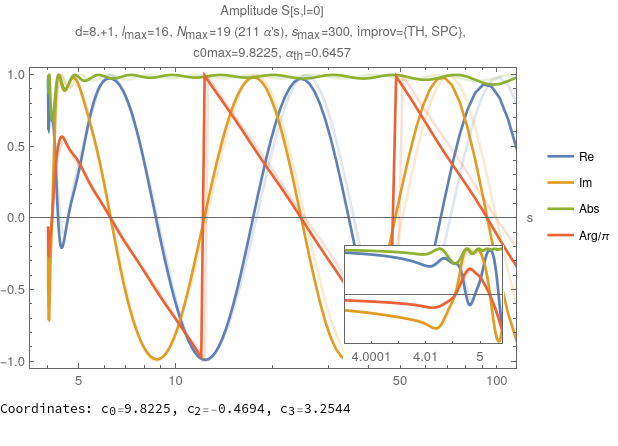 Amplitude S[s,l=0]
d=8.+1, lmax=16, Nmax=19 (211 α's), smax=300, improv={TH, SPC},
c0max=9.8225, αth=0.6457
1.0
0.5
0.0
−0.5
−1.0
5 10 50 100
s
4.0001 4.01 5
Re
Im
Abs
Arg/π
Coordinates: c0=9.8225, c2=-0.4694, c3=3.2544